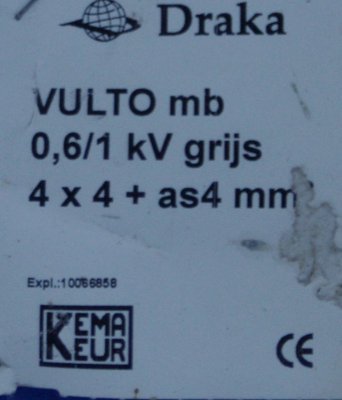 Draka
VULTO mb
0,6/1 kV grijs
4 x 4 + as4 mm
Expl.:10066858
KEMA
KEUR
CE